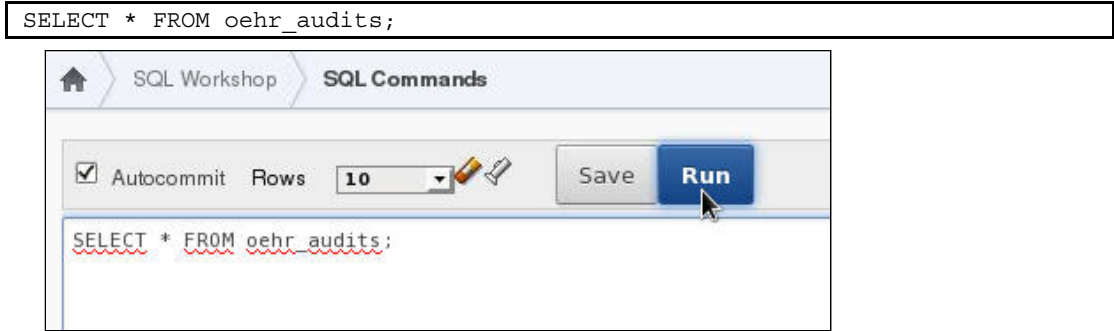 SELECT * FROM oehr_audits;
SQL Workshop SQL Commands
Autocommit Rows 10 Save Run
SELECT * FROM oehr_audits;